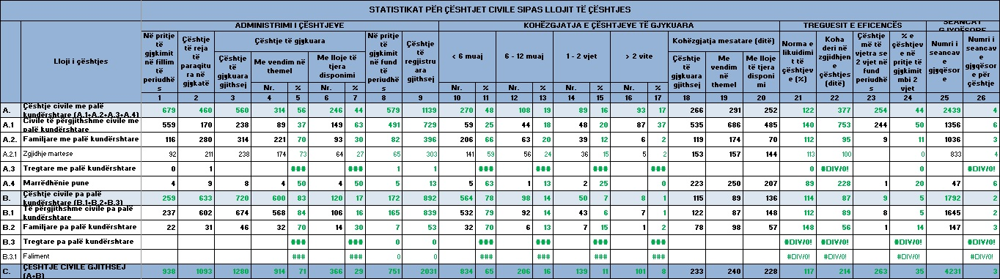 STATISTIKAT PËR ÇËSHTJET CIVILE SIPAS LLOJIT TË ÇËSHTJES
ADMINISTRIMI I ÇËSHTJEVE KOHËZGJATJA E ÇËSHTJEVE TË GJYKUARA TREGUESIT E EFICENCËS SEANCAT GJYQËSORE
Lloji i çështjes
Në pritje të gjykimit në fillim të periudhës
Çështje të reja të paraqitura në gjykatë
Çështje të gjykuara
Çështje të gjykuara gjithsej
Me vendim në themel
Me lloje të tjera disponimi
Në pritje të gjykimit në fund të periudhës
Çështje të regjistruara gjithsej
< 6 muaj 6 - 12 muaj 1 - 2 vjet > 2 vite
Kohëzgjatja mesatare (ditë)
Çështje të gjykuara gjithsej
Me vendim në themel
Me lloje të tjera disponimi
Norma e likuidimit të çështjeve (%)
Koha deri në zgjidhjen e çështjes (ditë)
Çështje më të vjetra se 2 vjet në fund periudhës
% e çështjeve në pritje të gjykimit mbi 2 vjet
Numri i seancave gjyqësore
Numri i seancave gjyqësore për çështje
Nr. % Nr. % Nr. % Nr. % Nr. % Nr. %
1 2 3 4 5 6 7 8 9 10 11 12 13 14 15 16 17 18 19 20 21 22 23 24 25 26
A. Çështje civile me palë kundërshtare (A.1+A.2+A.3+A.4) 679 460 560 314 56 246 44 579 1139 270 48 108 19 89 16 93 17 266 291 252 122 377 254 44 2439 4
A.1 Civile të përgjithshme civile me palë kundërshtare 559 170 238 89 37 149 63 491 729 59 25 44 18 48 20 87 37 535 686 485 140 753 244 50 1356 6
A.2. Familjare me palë kundërshtare 116 280 314 221 70 93 30 82 396 206 66 63 20 39 12 6 2 119 174 70 112 95 9 11 1036 3
A.2.1 Zgjidhje martese 92 211 238 174 73 64 27 65 303 141 59 56 24 36 15 5 2 153 157 144 113 100 0 833 4
A.3 Tregtare me palë kundërshtare 0 1 ### ### 1 1 ### ### ### ### 0 #DIV/0! 0 #DIV/0!
A.4 Marrëdhënie pune 4 9 8 4 50 4 50 5 13 5 63 1 13 2 25 0 223 250 207 89 228 1 20 47 6
B. Çështje civile pa palë kundërshtare (B.1+B.2+B.3) 259 633 720 600 83 120 17 172 892 564 78 98 14 50 7 8 1 115 89 136 114 87 9 5 1792 2
B.1 Të përgjithshme civile pa palë kundërshtare 237 602 674 568 84 106 16 165 839 532 79 92 14 43 6 7 1 122 87 148 112 89 8 5 1645 2
B.2 Familjare pa palë kundërshtare 22 31 46 32 70 14 30 7 53 32 70 6 13 7 15 1 2 78 98 57 148 56 1 14 147 3
B.3 Tregtare pa palë kundërshtare ### ### 0 0 ### ### ### ### #DIV/0! #DIV/0! #DIV/0! #DIV/0!
B.3.1 Faliment ### ### 0 0 ### ### ### ### #DIV/0! #DIV/0! #DIV/0! #DIV/0!
C. ÇËSHTJE CIVILE GJITHSEJ (A+B) 938 1093 1280 914 71 366 29 751 2031 834 65 206 16 139 11 101 8 233 240 228 117 214 263 35 4231 3